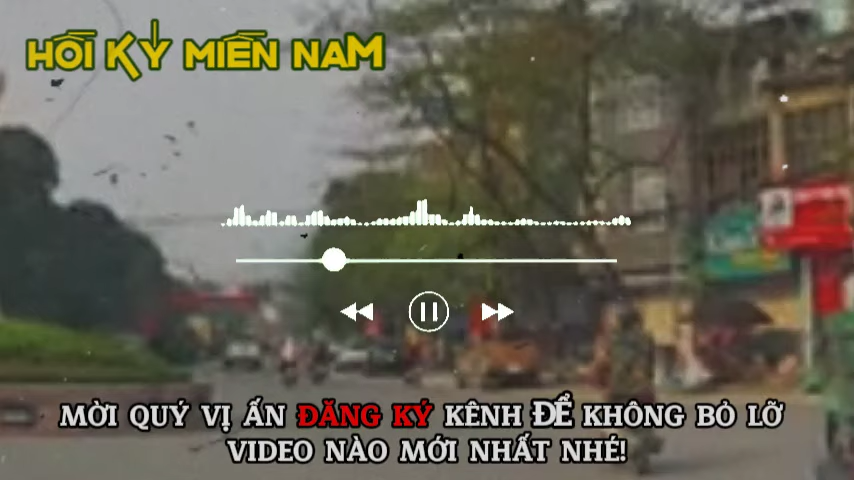 HỒI KÝ MIỀN NAM
MỜI QUÝ VỊ ẤN ĐĂNG KÝ KÊNH ĐỂ KHÔNG BỎ LỠ
VIDEO NÀO MỚI NHẤT NHÉ!